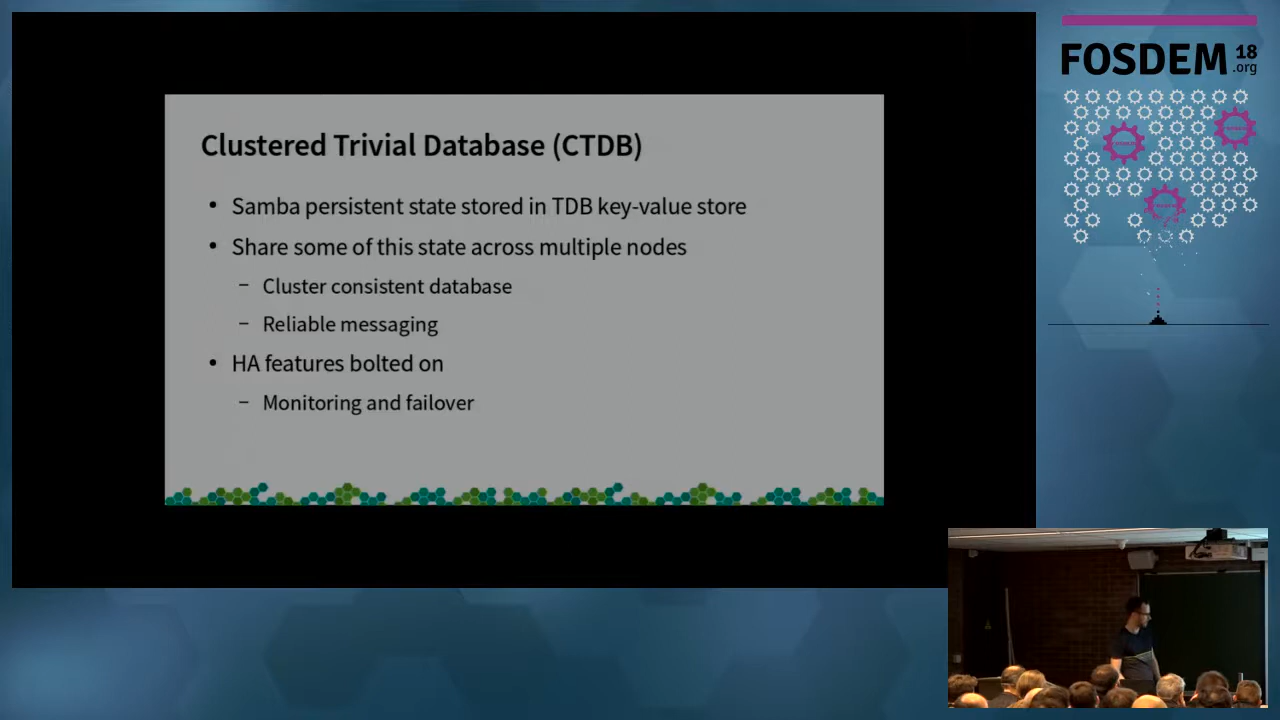 Clustered Trivial Database (CTDB)
• Samba persistent state stored in TDB key-value store
• Share some of this state across multiple nodes
– Cluster consistent database
– Reliable messaging
• HA features bolted on
– Monitoring and failover
FOSDEM 18
.org